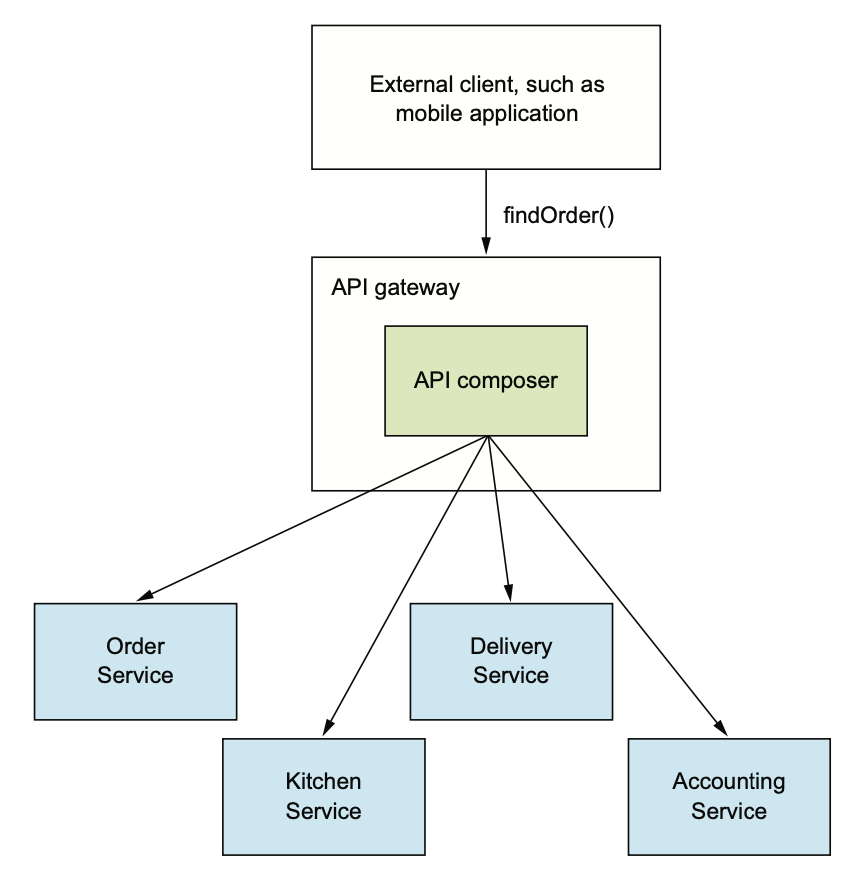 External client, such as
mobile application
findOrder()
API gateway
API composer
Order
Service
Delivery
Service
Kitchen
Service
Accounting
Service